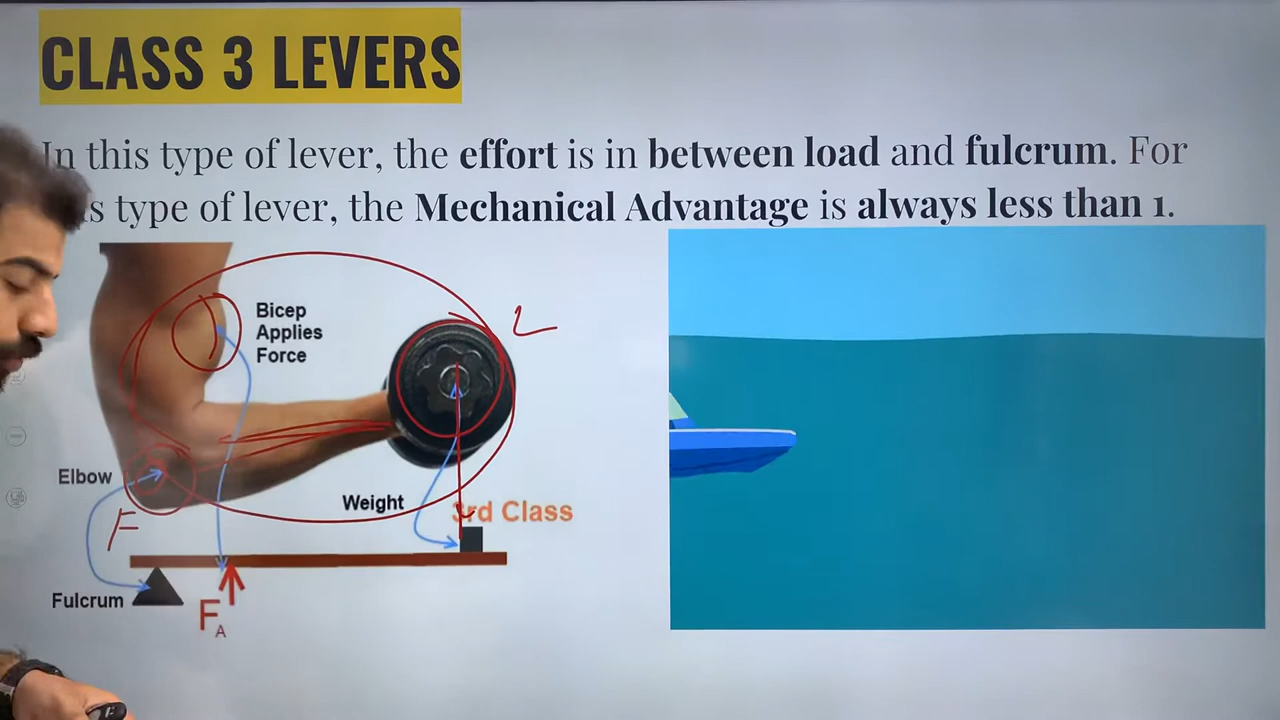 CLASS 3 LEVERS
In this type of lever, the effort is in between load and fulcrum. For
type of lever, the Mechanical Advantage is always less than 1.
Bicep
Applies
Force
L
Elbow
Weight
3rd Class
F
Fulcrum
FA